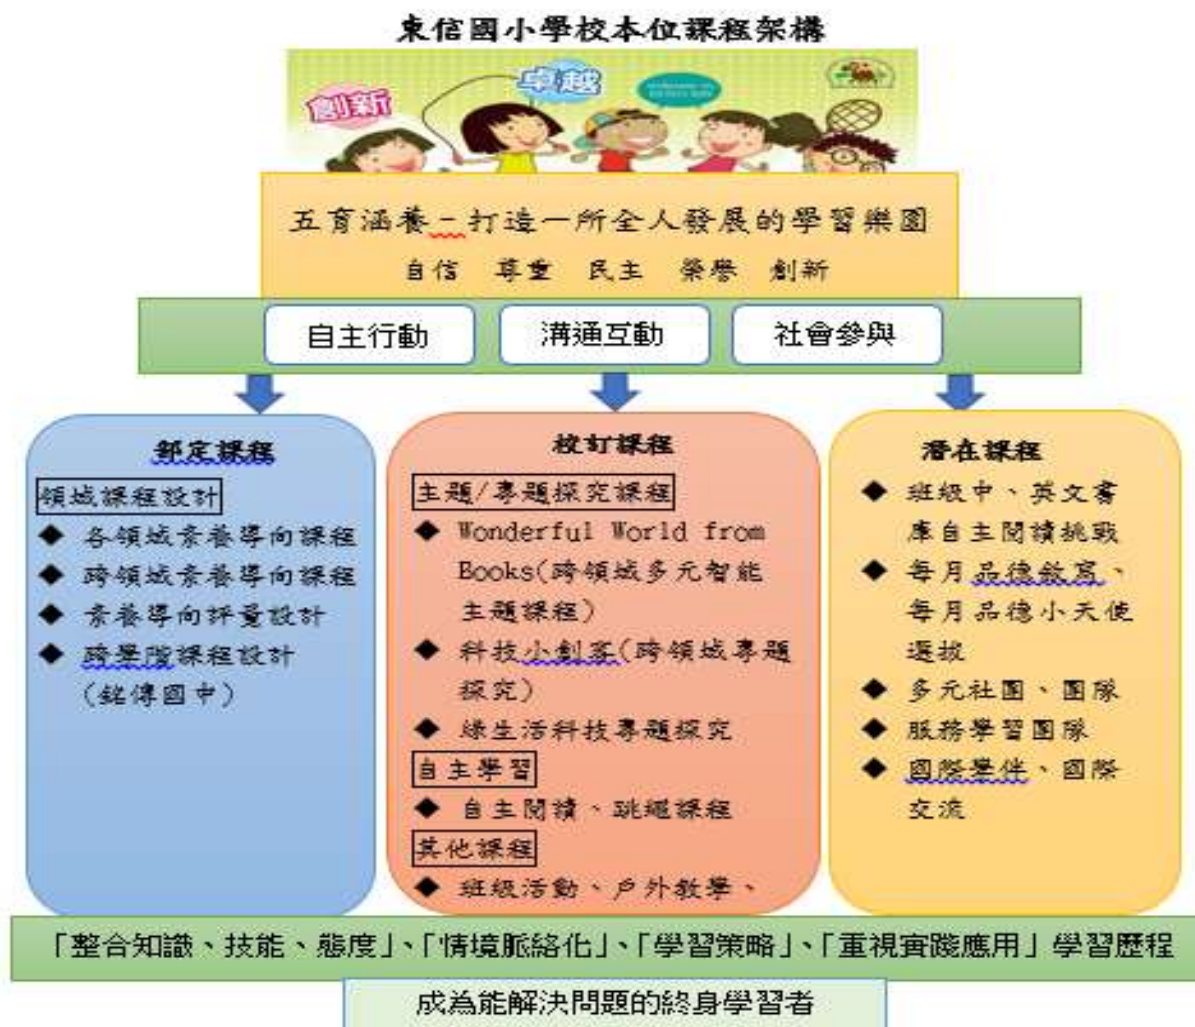 東信國小學校本位課程架構
創新
卓越
五育涵養-打造一所全人發展的學習樂園
自信 尊重 民主 榮譽 創新
自主行動
溝通互動
社會參與
部定課程
領域課程設計
◆ 各領域素養導向課程
◆ 跨領域素養導向課程
◆ 素養導向評量設計
◆ 跨學階課程設計
(銘傳國中)
校訂課程
主題/專題探究課程
◆ Wonderful World from
Books(跨領域多元智能
主題課程)
◆ 科技小創客(跨領域專題
探究)
◆ 綠生活科技專題探究
自主學習
◆ 自主閱讀、跳繩課程
其他課程
◆ 班級活動、戶外教學、
潛在課程
◆ 班級中、英文書
庫自主閱讀挑戰
◆ 每月品德敘寫、
每月品德小天使
選拔
◆ 多元社團、團隊
◆ 服務學習團隊
◆ 國際學伴、國際
交流
「整合知識、技能、態度」、「情境脈絡化」、「學習策略」、「重視實踐應用」學習歷程
成為能解決問題的終身學習者